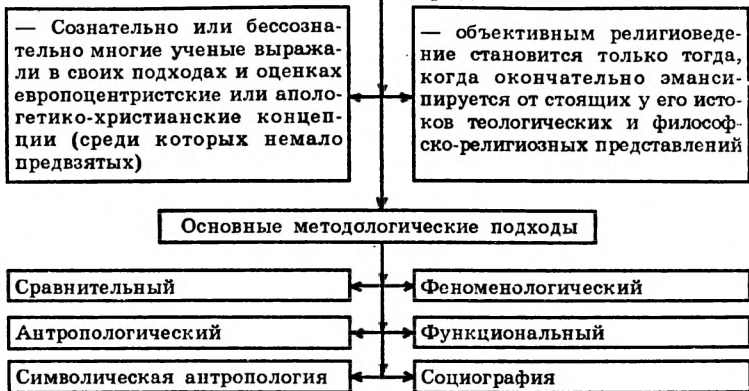 — Сознательно или бессозна-
тельно многие ученые выража-
ли в своих подходах и оценках
европоцентристские или аполо-
гетико-христианские концеп-
ции (среди которых немало
предвзятых)
— объективным религиоведе-
ние становится только тогда,
когда окончательно эманси-
пируется от стоящих у его исто-
ков теологических и философ-
ско-религиозных представлений
Основные методологические подходы
Сравнительный
Феноменологический
Антропологический
Функциональный
Символическая антропология
Социография